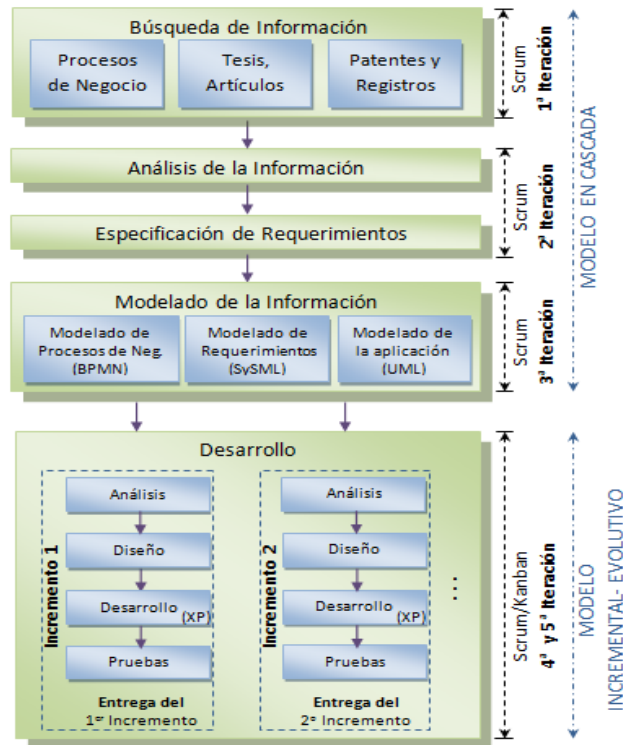 Búsqueda de Información
Procesos
de Negocio
Tesis,
Artículos
Patentes y
Registros
Scrum
1ª Iteración
Análisis de la Información
Especificación de Requerimientos
Scrum
2ª Iteración
Modelado de la Información
Modelado de
Procesos de Neg.
(BPMN)
Modelado de
Requerimientos
(SySML)
Modelado de
la aplicación
(UML)
Scrum
3ª Iteración
MODELO EN CASCADA
Desarrollo
Incremento 1
Análisis
Diseño
Desarrollo
(XP)
Pruebas
Entrega del
1er Incremento
Incremento 2
Análisis
Diseño
Desarrollo
(XP)
Pruebas
Entrega del
2º Incremento
...
Scrum/Kanban
4ª y 5ª Iteración
MODELO
INCREMENTAL- EVOLUTIVO